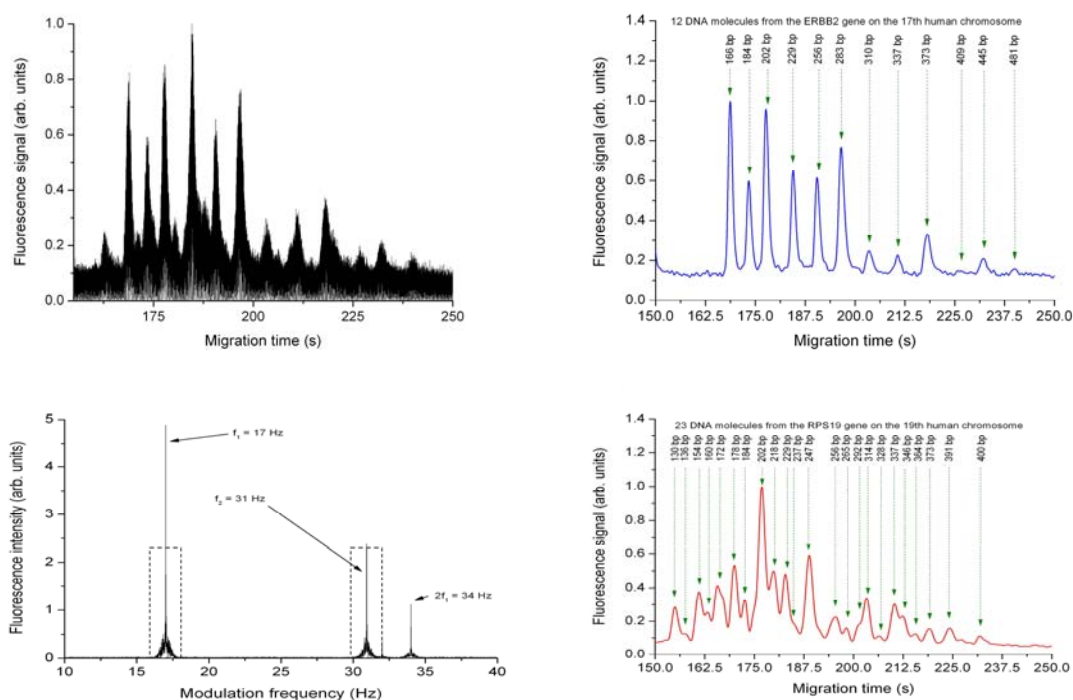 Fluorescence signal (arb. units)
1.0
0.8
0.6
0.4
0.2
0.0
175
200
225
250
Migration time (s)
12 DNA molecules from the ERBB2 gene on the 17th human chromosome
166 bp
184 bp
202 bp
229 bp
256 bp
283 bp
310 bp
337 bp
373 bp
409 bp
445 bp
481 bp
Fluorescence signal (arb. units)
1.4
1.2
1.0
0.8
0.6
0.4
0.2
0.0
150.0 162.5 175.0 187.5 200.0 212.5 225.0 237.5 250.0
Migration time (s)
Fluorescence intensity (arb. units)
5
4
3
2
1
0
f₁ = 17 Hz
f₂ = 31 Hz
2f₁ = 34 Hz
10 15 20 25 30 35 40
Modulation frequency (Hz)
23 DNA molecules from the RPS19 gene on the 19th human chromosome
130 bp
136 bp
154 bp
160 bp
172 bp
178 bp
184 bp
202 bp
218 bp
229 bp
237 bp
247 bp
256 bp
265 bp
292 bp
314 bp
328 bp
337 bp
346 bp
364 bp
373 bp
391 bp
400 bp
Fluorescence signal (arb. units)
1.4
1.2
1.0
0.8
0.6
0.4
0.2
0.0
150.0 162.5 175.0 187.5 200.0 212.5 225.0 237.5 250.0
Migration time (s)